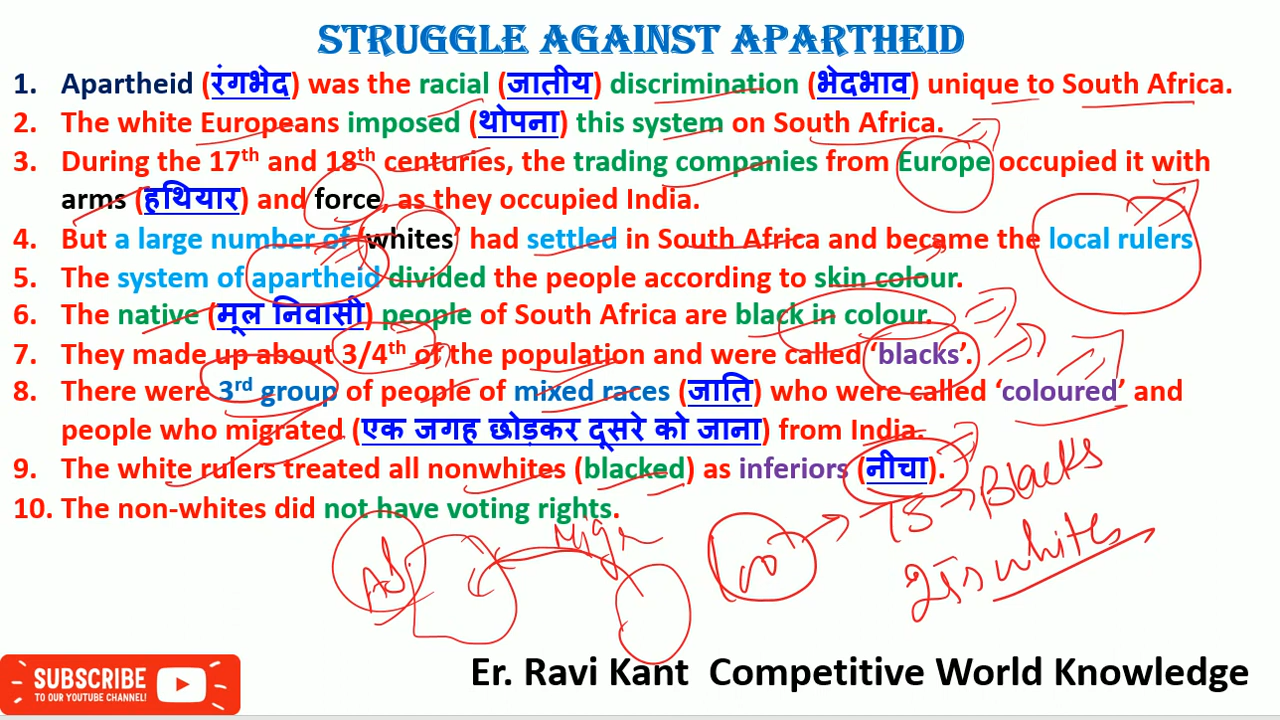 STRUGGLE AGAINST APARTHEID
1. Apartheid (रंगभेद) was the racial (जातीय) discrimination (भेदभाव) unique to South Africa.
2. The white Europeans imposed (थोपना) this system on South Africa.
3. During the 17th and 18th centuries, the trading companies from Europe occupied it with
arms (हथियार) and force, as they occupied India.
4. But a large number of ‘whites’ had settled in South Africa and became the local rulers
5. The system of apartheid divided the people according to skin colour.
6. The native (मूल निवासी) people of South Africa are black in colour.
7. They made up about 3/4th of the population and were called ‘blacks’.
8. There were 3rd group of people of mixed races (जाति) who were called ‘coloured’ and
people who migrated (एक जगह छोड़कर दूसरे को जाना) from India.
9. The white rulers treated all nonwhites (blacked) as inferiors (नीचा).
10. The non-whites did not have voting rights.
100 75 Blacks
25 whites
SUBSCRIBE
TO OUR YOUTUBE CHANNEL!
Er. Ravi Kant Competitive World Knowledge